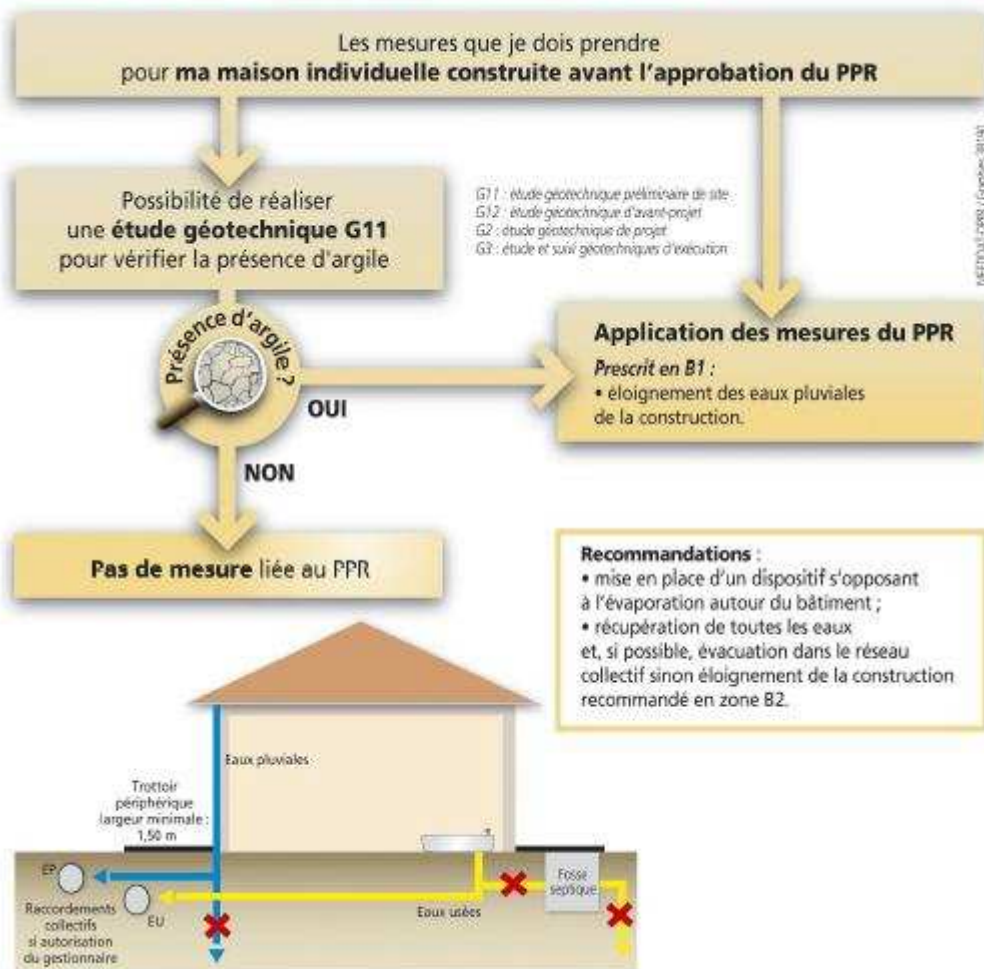 Les mesures que je dois prendre
pour ma maison individuelle construite avant l'approbation du PPR
Possibilité de réaliser
une étude géotechnique G11
pour vérifier la présence d'argile
G11 : étude géotechnique préliminaire de site
G12 : étude géotechnique d'avant-projet
G2 : étude géotechnique de projet
G3 : étude et suivi géotechniques d'exécution
Présence d'argile ?
OUI
NON
Application des mesures du PPR
Prescrit en B1 :
• éloignement des eaux pluviales
de la construction.
Pas de mesure liée au PPR
Recommandations :
• mise en place d'un dispositif s'opposant
à l'évaporation autour du bâtiment ;
• récupération de toutes les eaux
et, si possible, évacuation dans le réseau
collectif sinon éloignement de la construction
recommandé en zone B2.
Eaux pluviales
Trottoir
périphérique
largeur minimale :
1,50 m
EP
EU
Raccordements
collectifs
si autorisation
du gestionnaire
Eaux usées
Fosse
septique